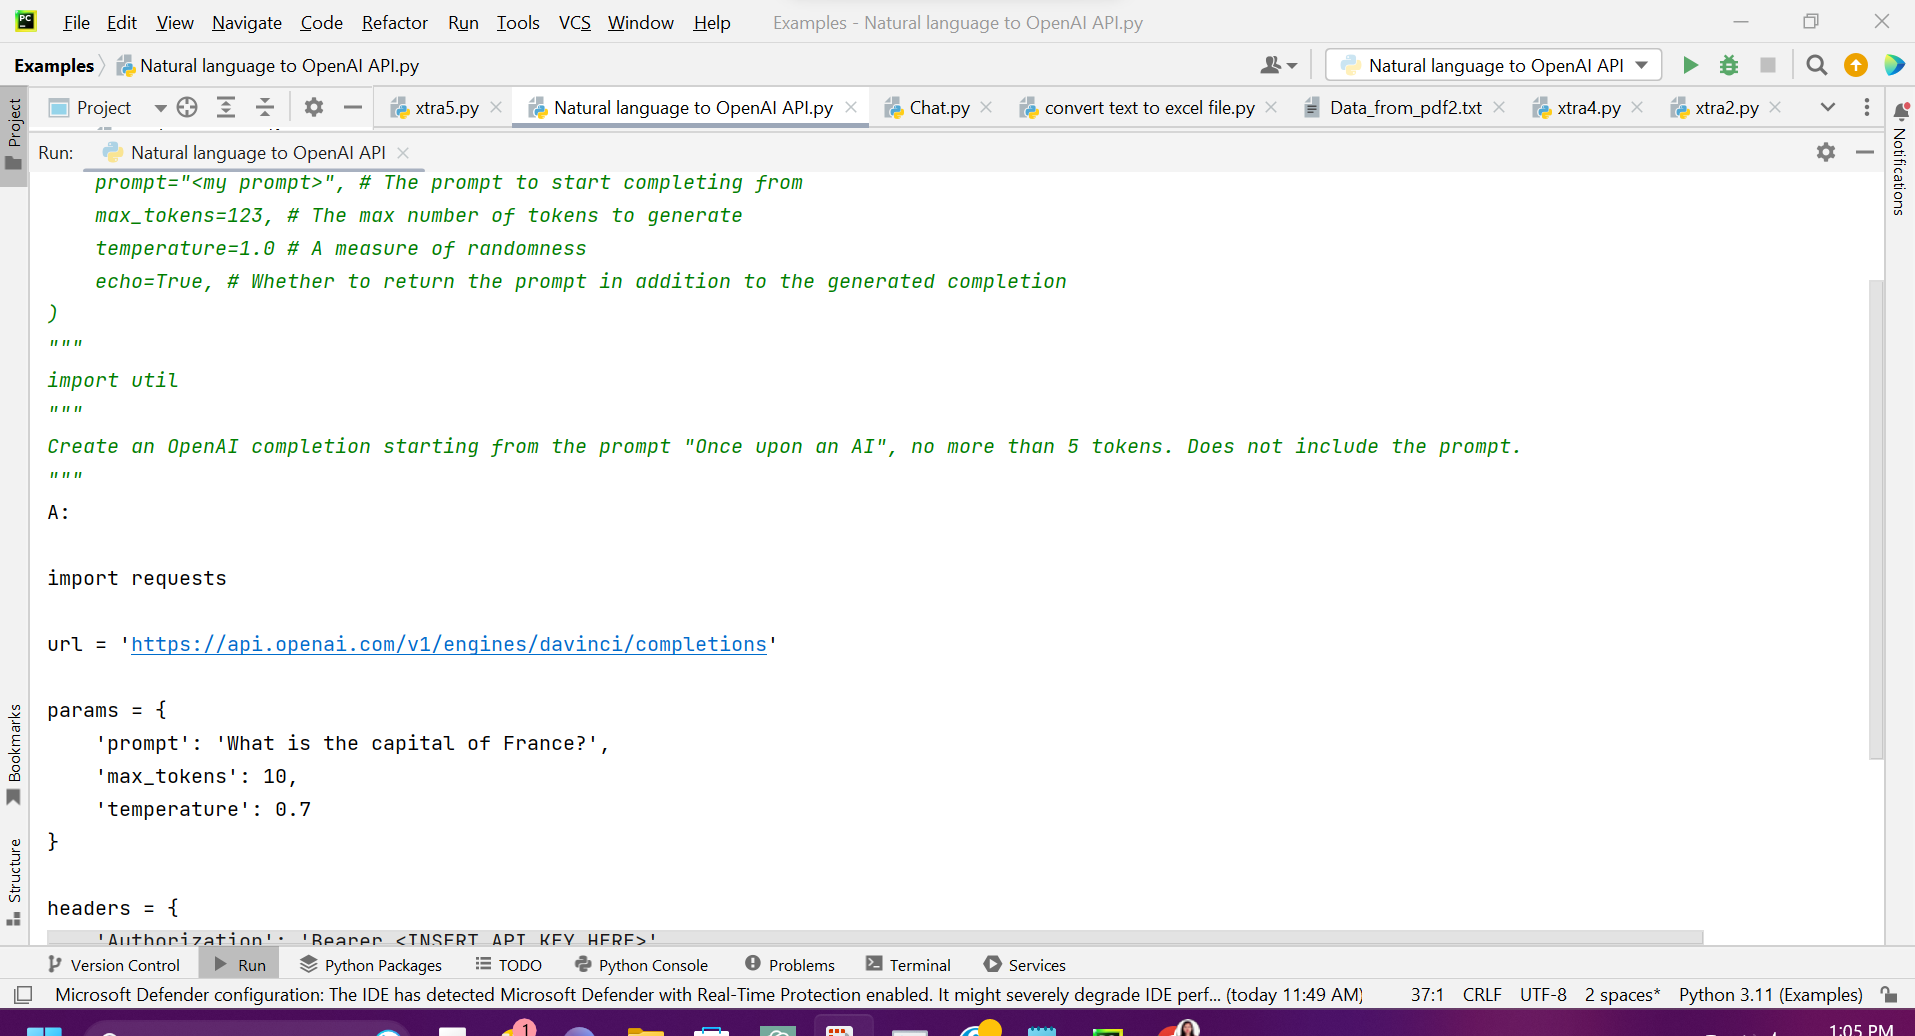 PC File Edit View Navigate Code Refactor Run Tools VCS Window Help Examples - Natural language to OpenAI API.py
Examples Natural language to OpenAI API.py Natural language to OpenAI API
Project Project xtra5.py Natural language to OpenAI API.py Chat.py convert text to excel file.py Data_from_pdf2.txt xtra4.py xtra2.py
Notifications
Run: Natural language to OpenAI API
prompt="<my prompt>", # The prompt to start completing from
max_tokens=123, # The max number of tokens to generate
temperature=1.0 # A measure of randomness
echo=True, # Whether to return the prompt in addition to the generated completion
)
"""
import util
"""
Create an OpenAI completion starting from the prompt "Once upon an AI", no more than 5 tokens. Does not include the prompt.
"""
A:
import requests
url = 'https://api.openai.com/v1/engines/davinci/completions'
params = {
'prompt': 'What is the capital of France?',
'max_tokens': 10,
'temperature': 0.7
}
headers = {
'Authorization': 'Bearer <INSERT API KEY HERE>'
Bookmarks
Structure
Version Control Run Python Packages TODO Python Console Problems Terminal Services
Microsoft Defender configuration: The IDE has detected Microsoft Defender with Real-Time Protection enabled. It might severely degrade IDE perf... (today 11:49 AM) 37:1 CRLF UTF-8 2 spaces* Python 3.11 (Examples)
1
1:05 PM